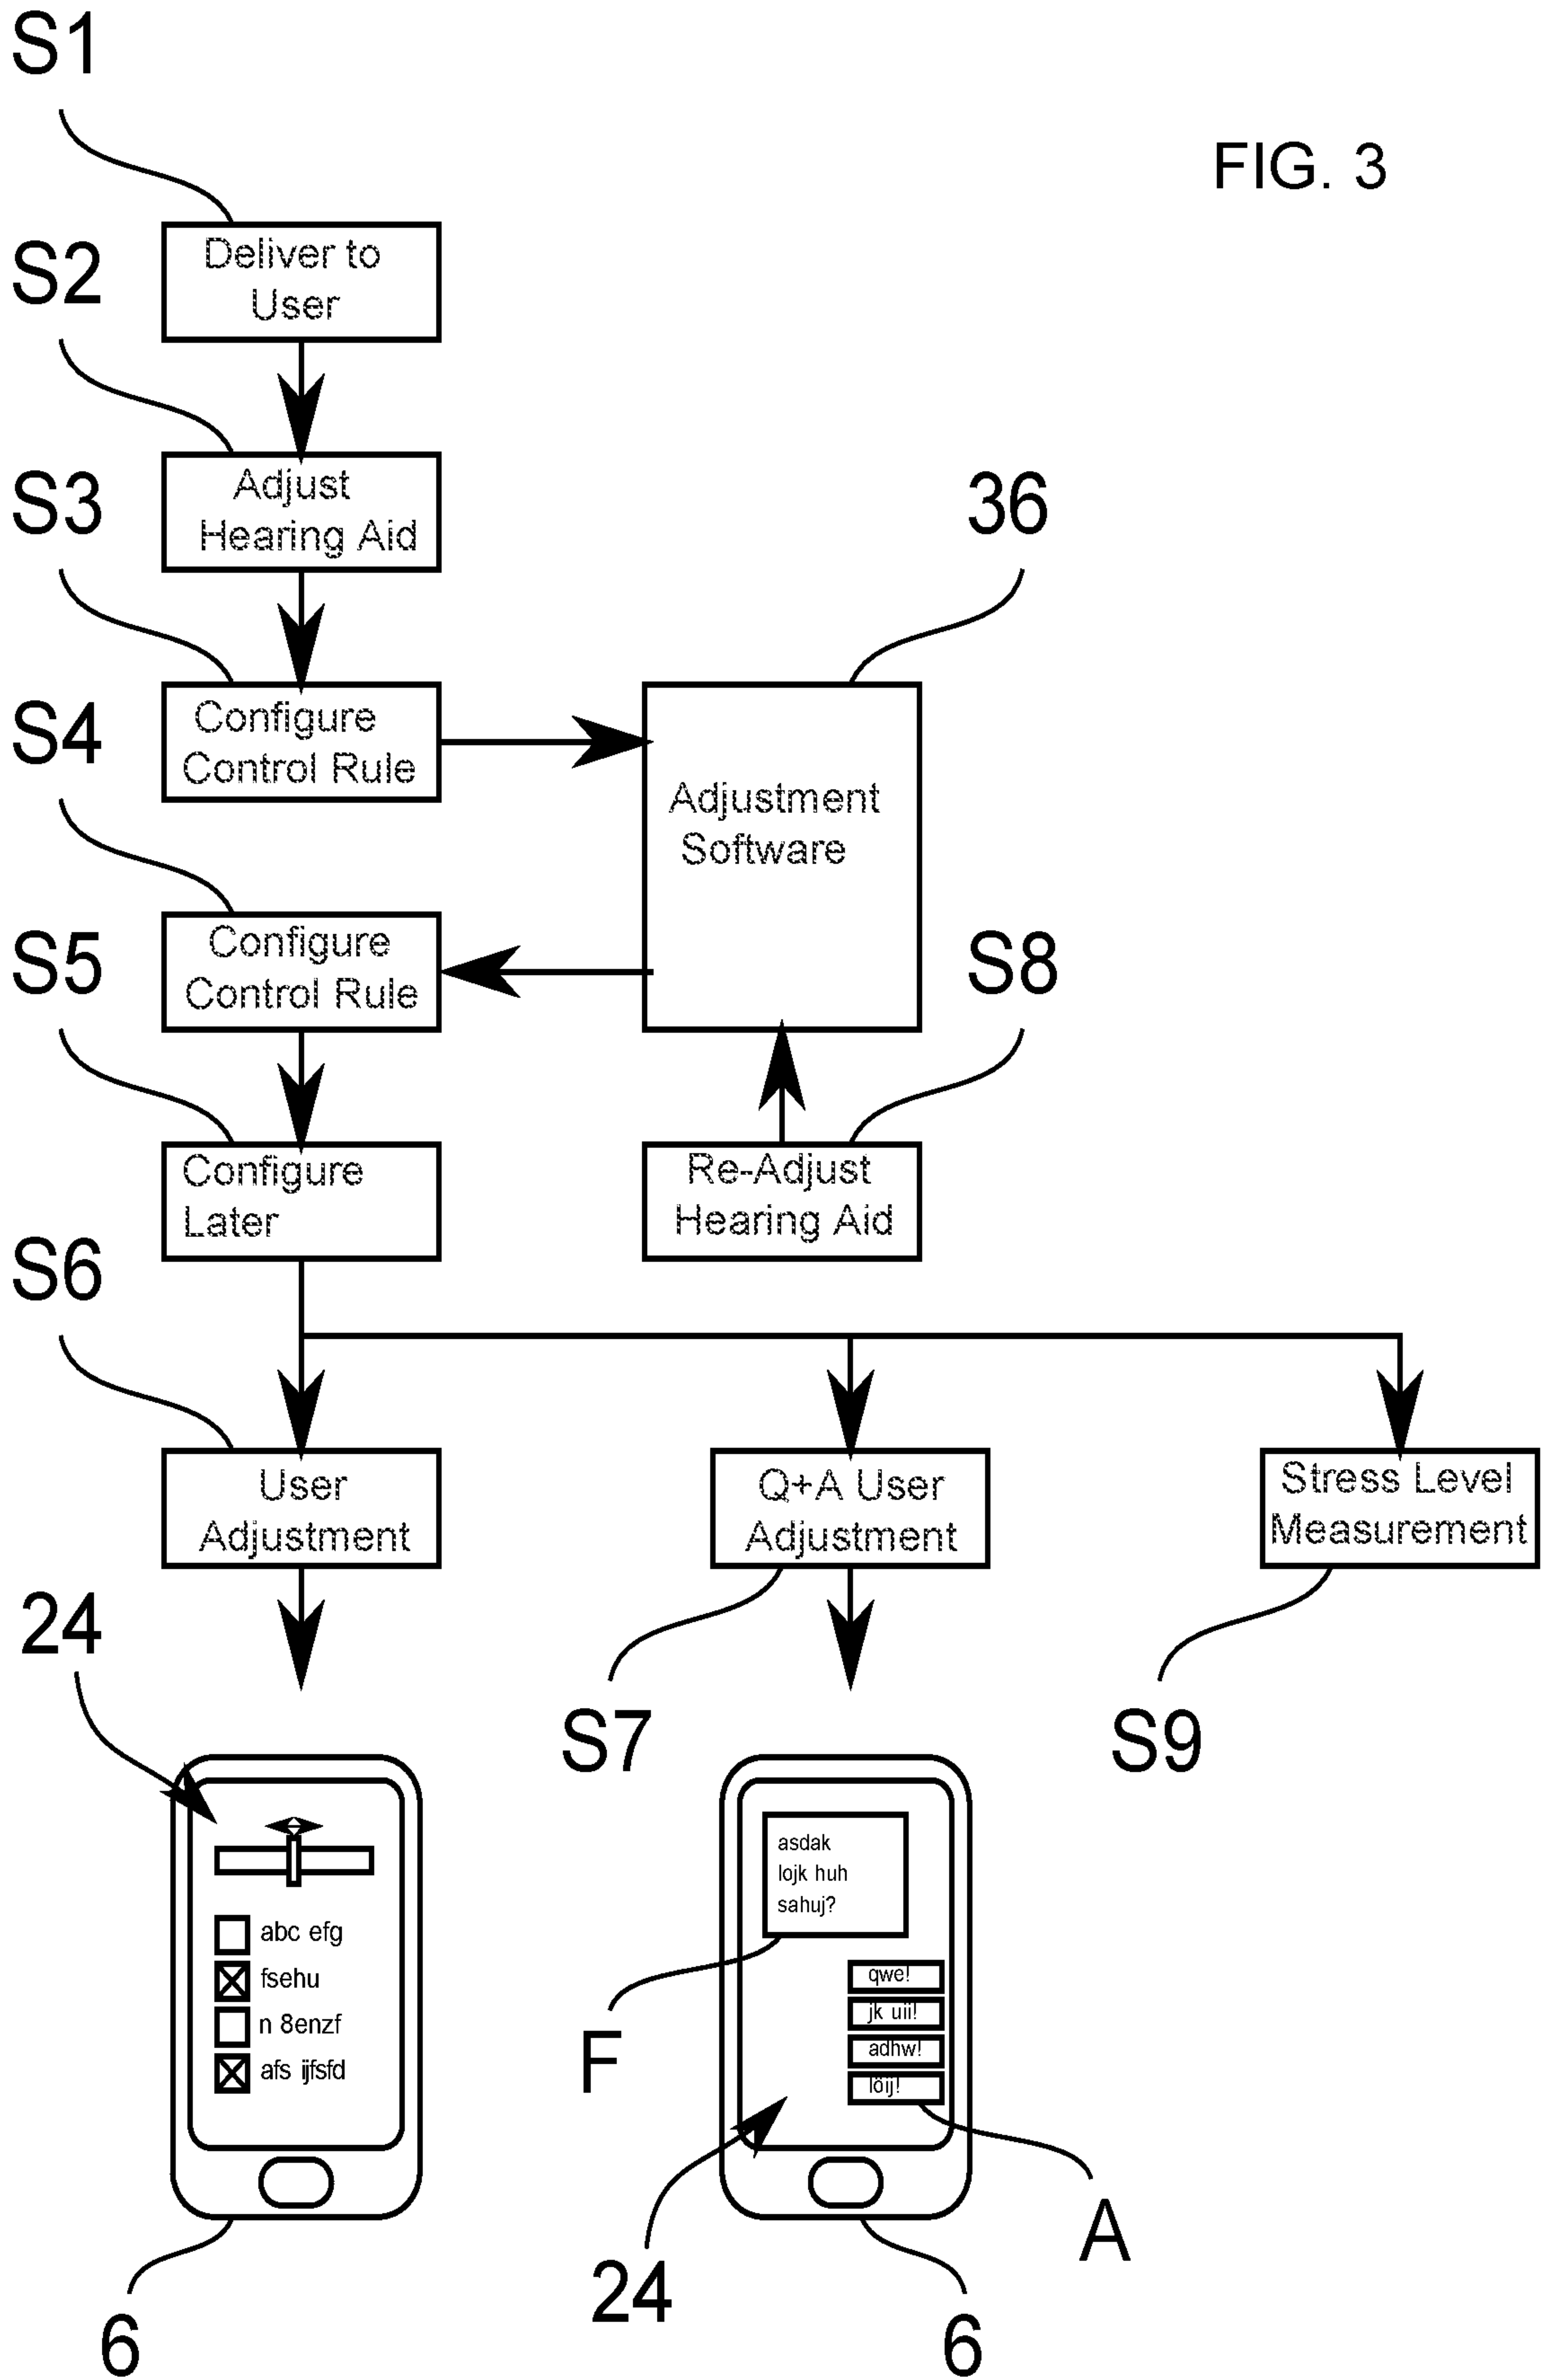 S1
FIG. 3
Deliver to
User
S2
Adjust
Hearing Aid
S3
36
Configure
Control Rule
S4
Adjustment
Software
Configure
Control Rule
S5
S8
Configure
Later
Re-Adjust
Hearing Aid
S6
User
Adjustment
Q+A User
Adjustment
Stress Level
Measurement
24
S7
S9
abc efg
fsehu
n 8enzf
afs ijfsfd
6
asdak
lojk huh
sahuj?
F
qwe!
jk uii!
adhw!
löij!
A
24
6